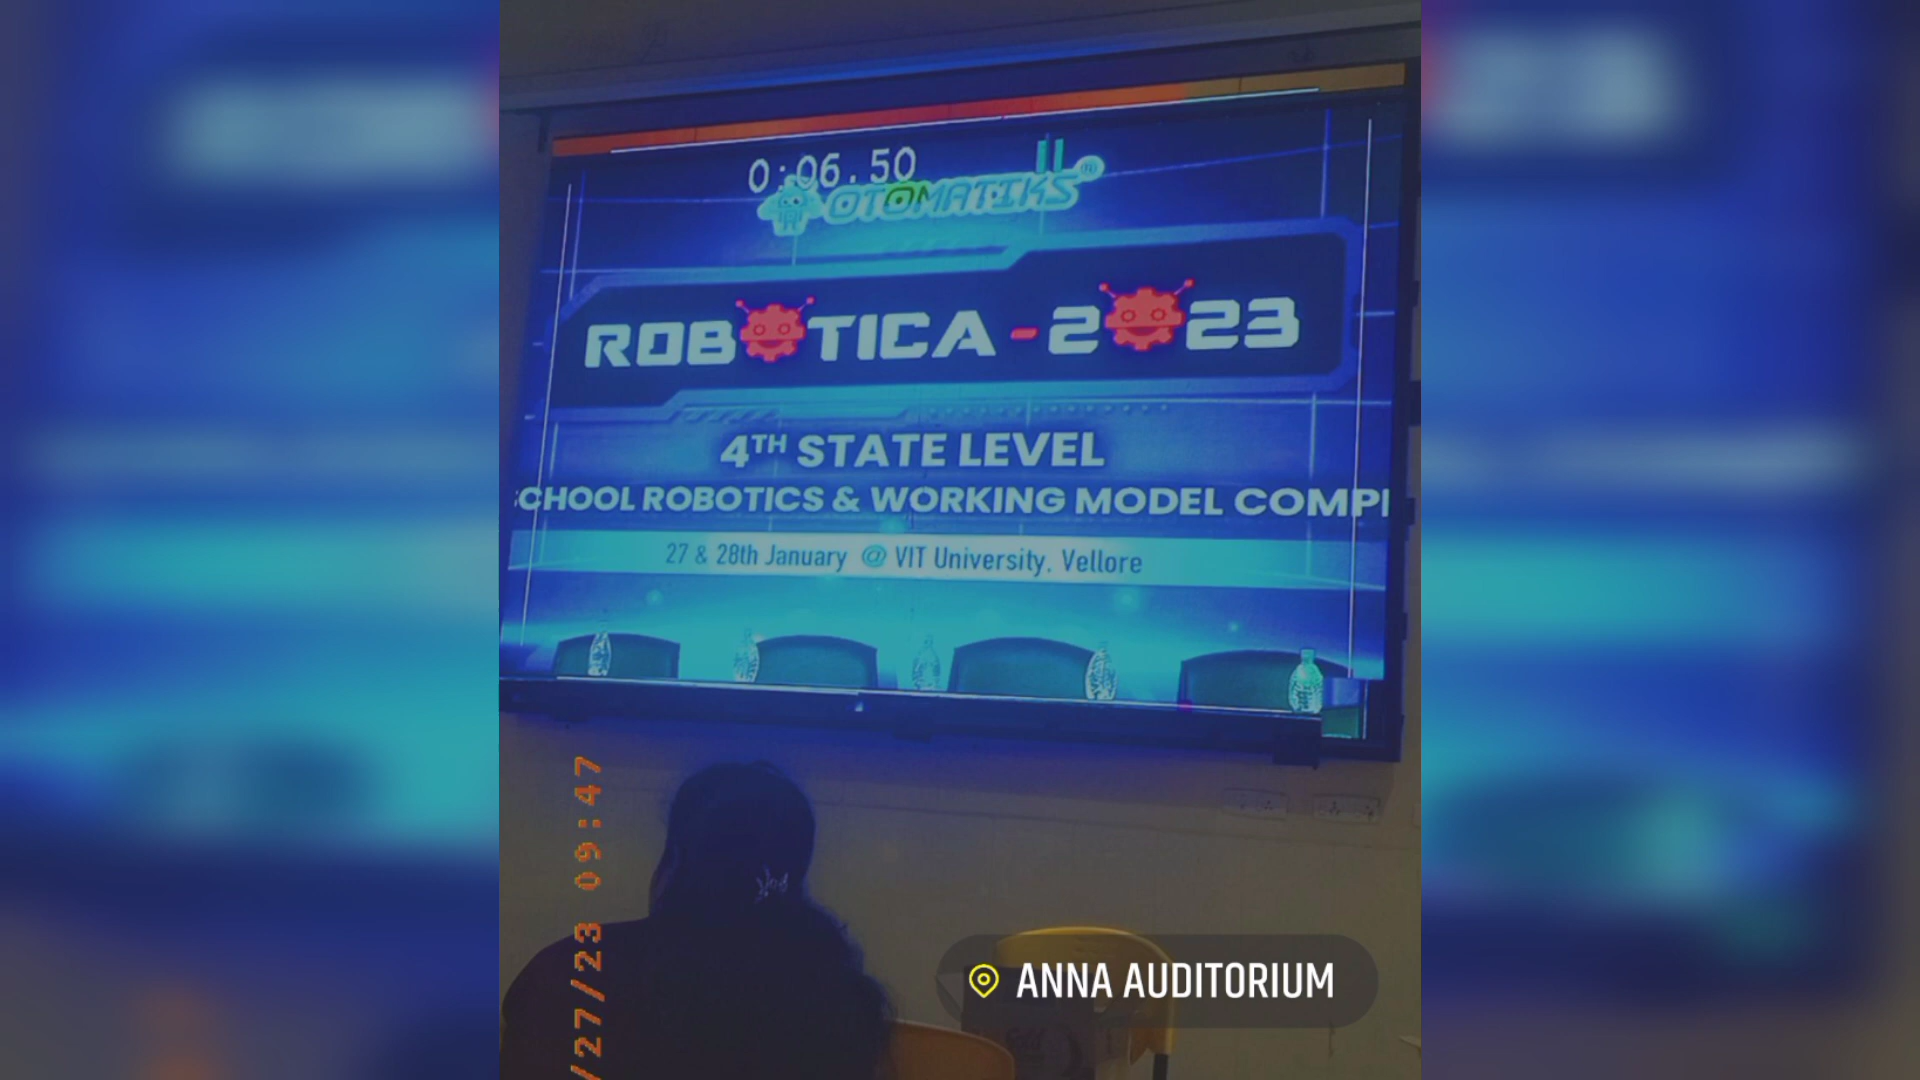 0:06.50
OTOMATIKS
ROBOTICA-2023
4TH STATE LEVEL
CHOOL ROBOTICS & WORKING MODEL COMP
27 & 28th January @ VIT University, Vellore
/27/23 09:47
ANNA AUDITORIUM